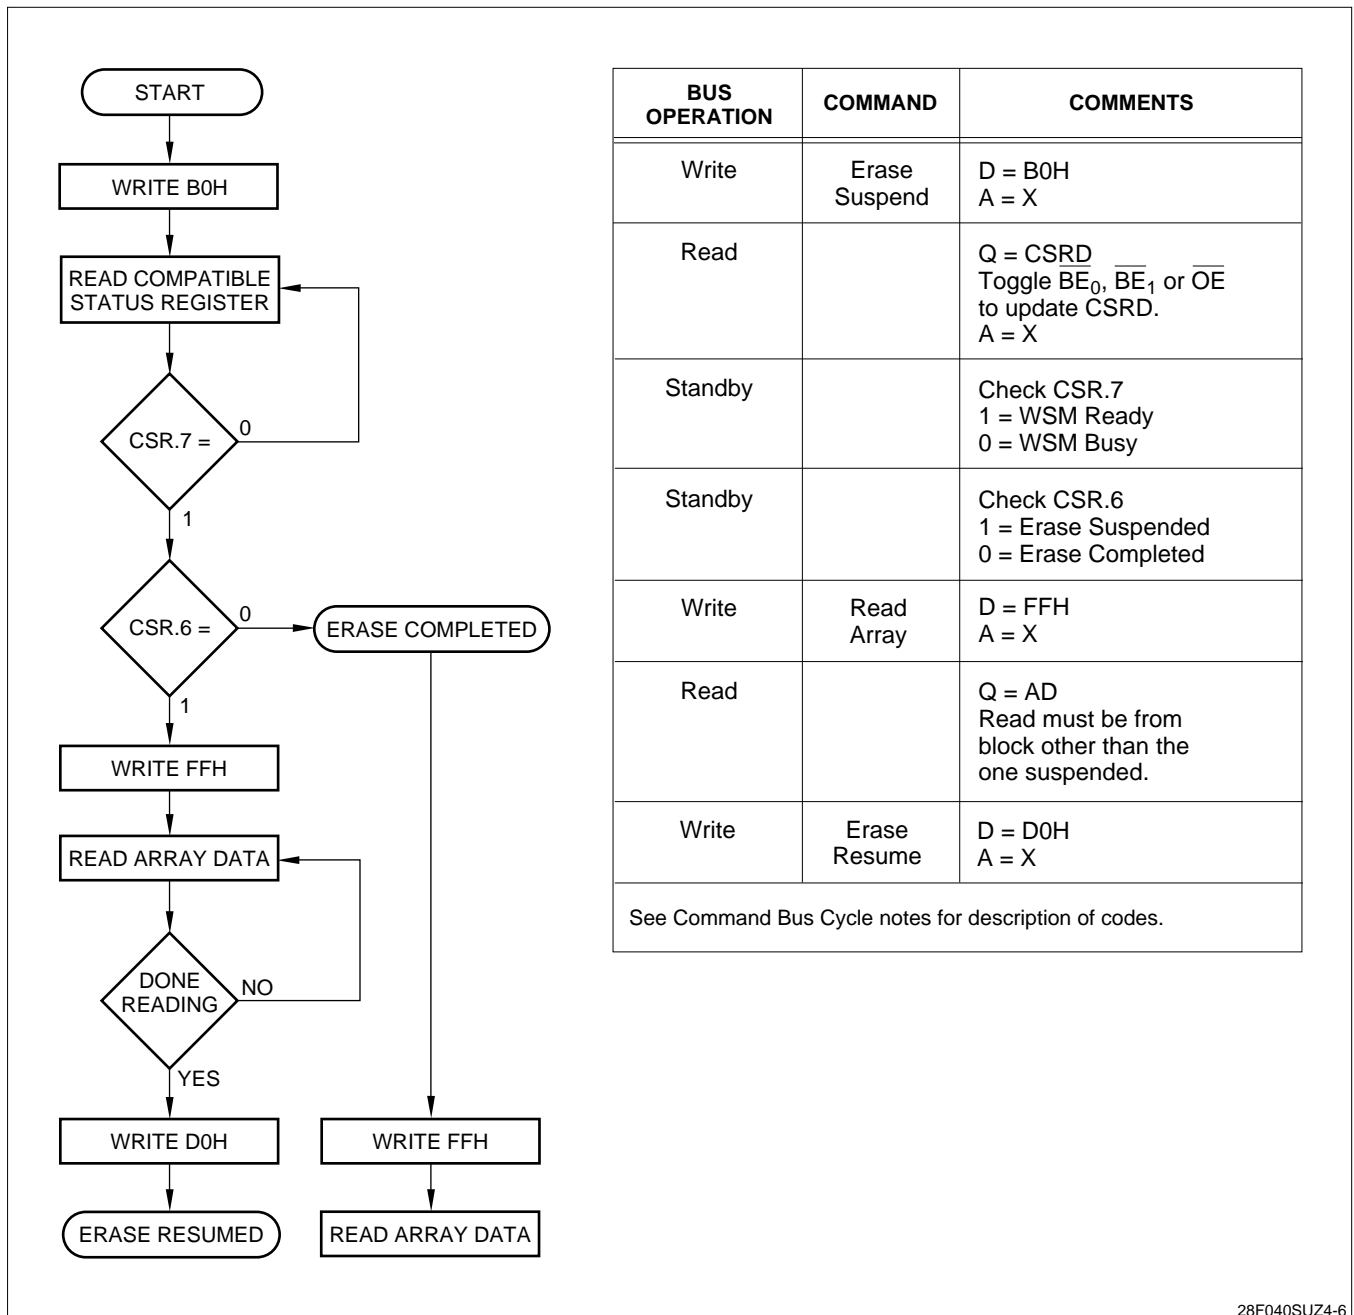 START
WRITE B0H
READ COMPATIBLE
STATUS REGISTER
CSR.7 =
0
1
CSR.6 =
0
ERASE COMPLETED
1
WRITE FFH
READ ARRAY DATA
DONE
READING
NO
YES
WRITE D0H
WRITE FFH
ERASE RESUMED
READ ARRAY DATA
BUS
OPERATION
COMMAND
COMMENTS
Write
Erase
Suspend
D = B0H
A = X
Read
Q = CSRD
Toggle B̅E̅₀, B̅E̅₁ or O̅E̅
to update CSRD.
A = X
Standby
Check CSR.7
1 = WSM Ready
0 = WSM Busy
Standby
Check CSR.6
1 = Erase Suspended
0 = Erase Completed
Write
Read
Array
D = FFH
A = X
Read
Q = AD
Read must be from
block other than the
one suspended.
Write
Erase
Resume
D = D0H
A = X
See Command Bus Cycle notes for description of codes.
28F040SUZ4-6